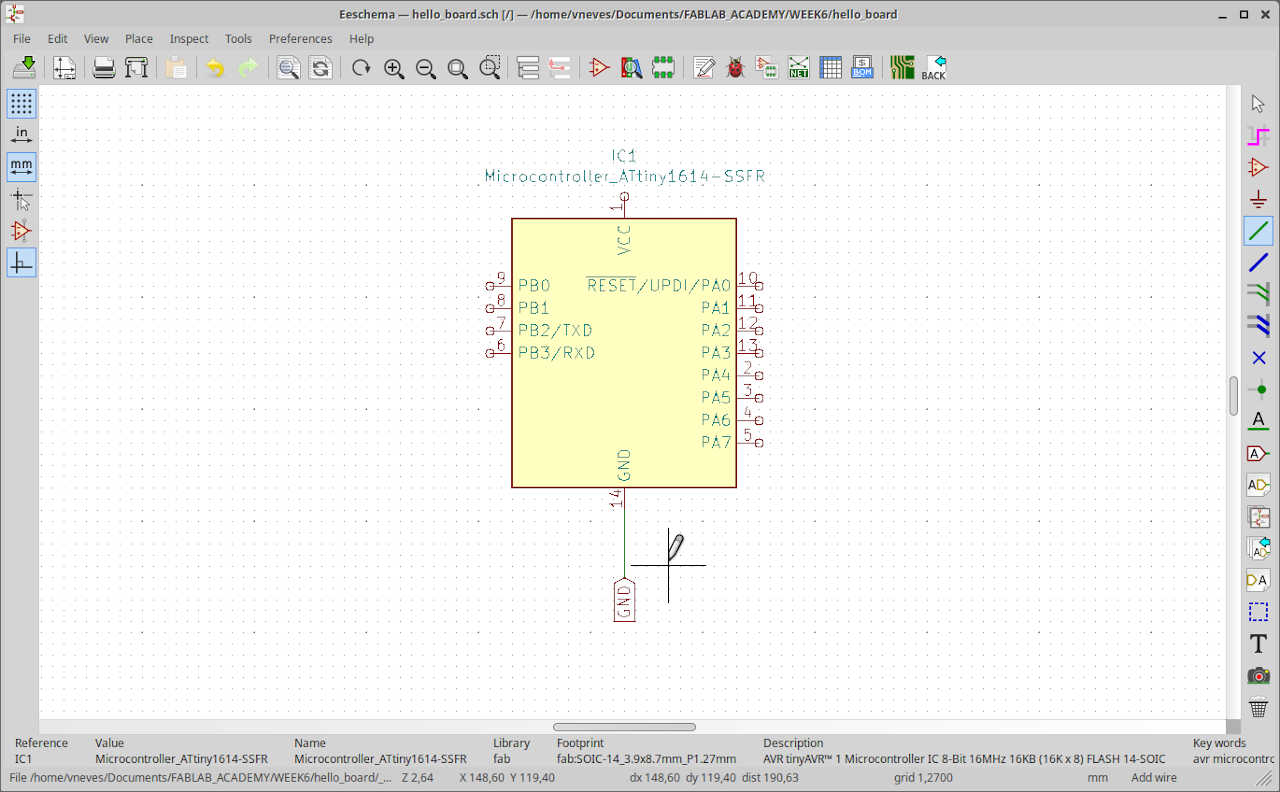 Eeschema — hello_board.sch [/] — /home/vneves/Documents/FABLAB_ACADEMY/WEEK6/hello_board
File Edit View Place Inspect Tools Preferences Help
NET
$ BOM
BACK
in
mm
IC1
Microcontroller_ATtiny1614-SSFR
1
VCC
9 PB0 RESET/UPDI/PA0 10
8 PB1 PA1 11
7 PB2/TXD PA2 12
6 PB3/RXD PA3 13
PA4 2
PA5 3
PA6 4
PA7 5
GND
14
GND
A
A
AD
AD
DA
T
Reference Value Name Library Footprint Description Key words
IC1 Microcontroller_ATtiny1614-SSFR Microcontroller_ATtiny1614-SSFR fab fab:SOIC-14_3.9x8.7mm_P1.27mm AVR tinyAVR™ 1 Microcontroller IC 8-Bit 16MHz 16KB (16K x 8) FLASH 14-SOIC avr microcontrc
File /home/vneves/Documents/FABLAB_ACADEMY/WEEK6/hello_board/_... Z 2,64 X 148,60 Y 119,40 dx 148,60 dy 119,40 dist 190,63 grid 1,2700 mm Add wire